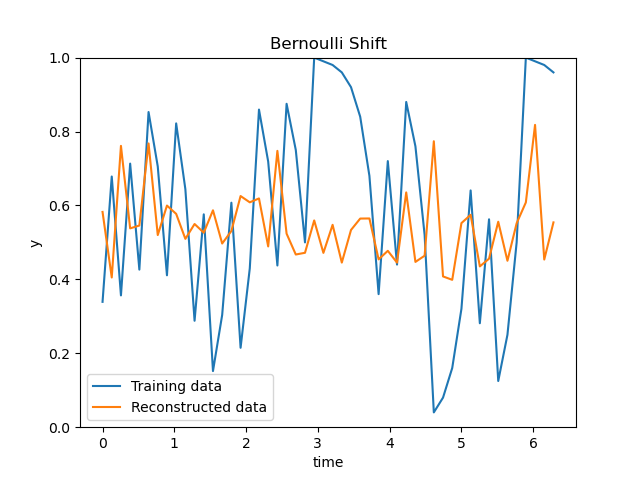 Bernoulli Shift
1.0
0.8
0.6
0.4
0.2
0.0
y
Training data
Reconstructed data
0 1 2 3 4 5 6
time